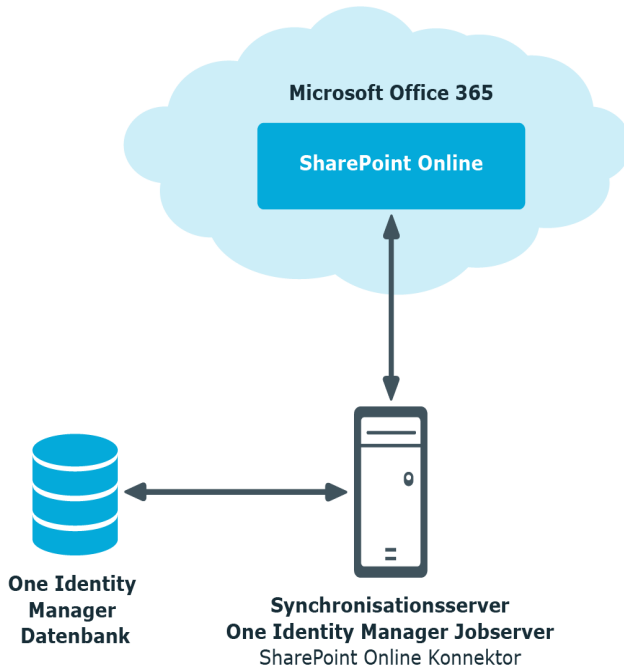 Microsoft Office 365
SharePoint Online
One Identity
Manager
Datenbank
Synchronisationsserver
One Identity Manager Jobserver
SharePoint Online Konnektor